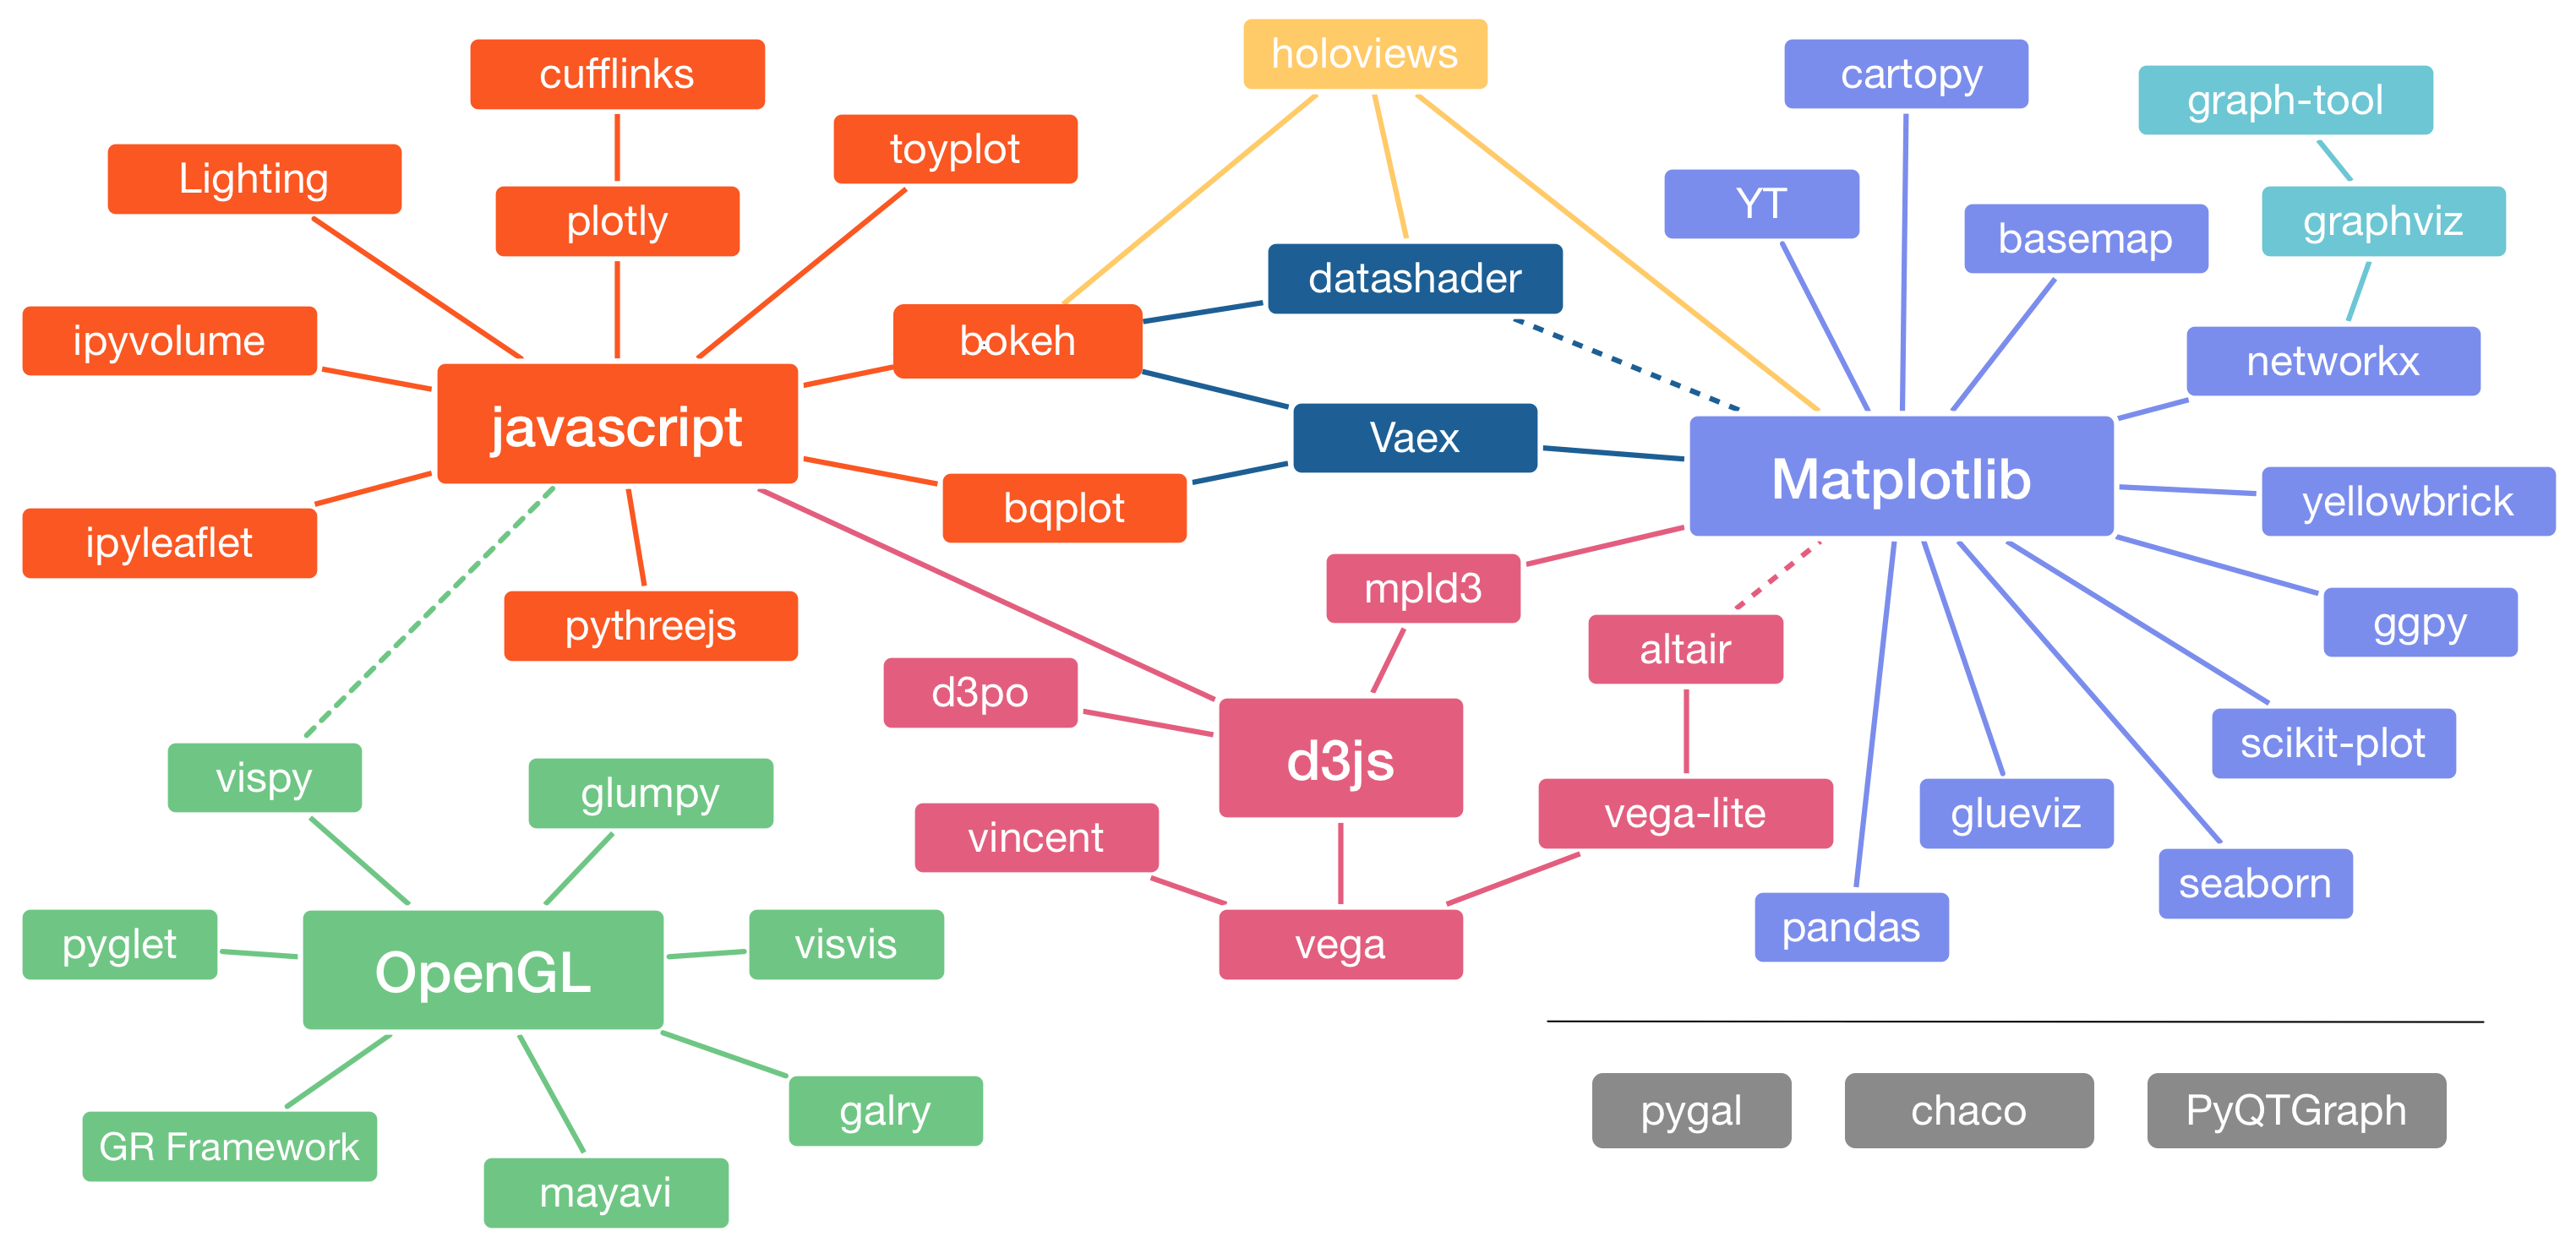 holoviews
cufflinks
cartopy
graph-tool
toyplot
Lighting
YT
plotly
graphviz
basemap
datashader
ipyvolume
bokeh
networkx
javascript
Vaex
Matplotlib
yellowbrick
bqplot
ipyleaflet
mpld3
pythreejs
ggpy
altair
d3po
scikit-plot
d3js
vispy
glumpy
vega-lite
glueviz
vincent
seaborn
pandas
pyglet
visvis
vega
OpenGL
galry
pygal
chaco
PyQTGraph
GR Framework
mayavi